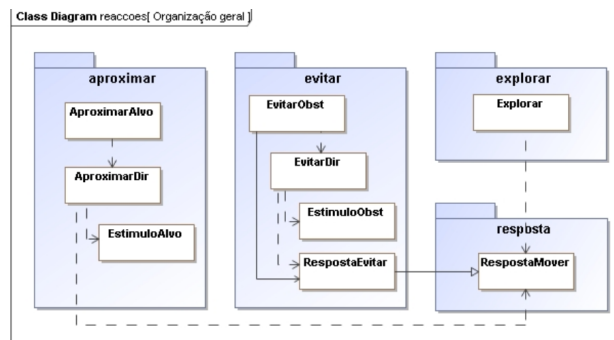 Class Diagram reaccoes[ Organização geral ]
aproximar
AproximarAlvo
AproximarDir
EstimuloAlvo
evitar
EvitarObst
EvitarDir
EstimuloObst
RespostaEvitar
explorar
Explorar
resposta
RespostaMover